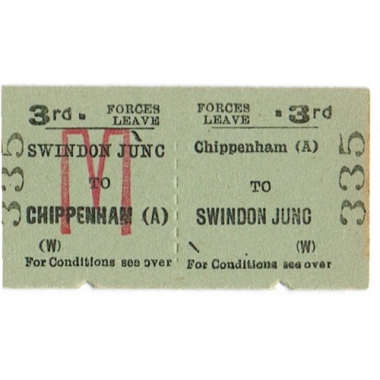 335
3rd. FORCES LEAVE
SWINDON JUNC
TO
CHIPPENHAM (A)
(W)
For Conditions see over
M
FORCES LEAVE 3rd
Chippenham (A)
TO
SWINDON JUNC
(W)
For Conditions see over
335